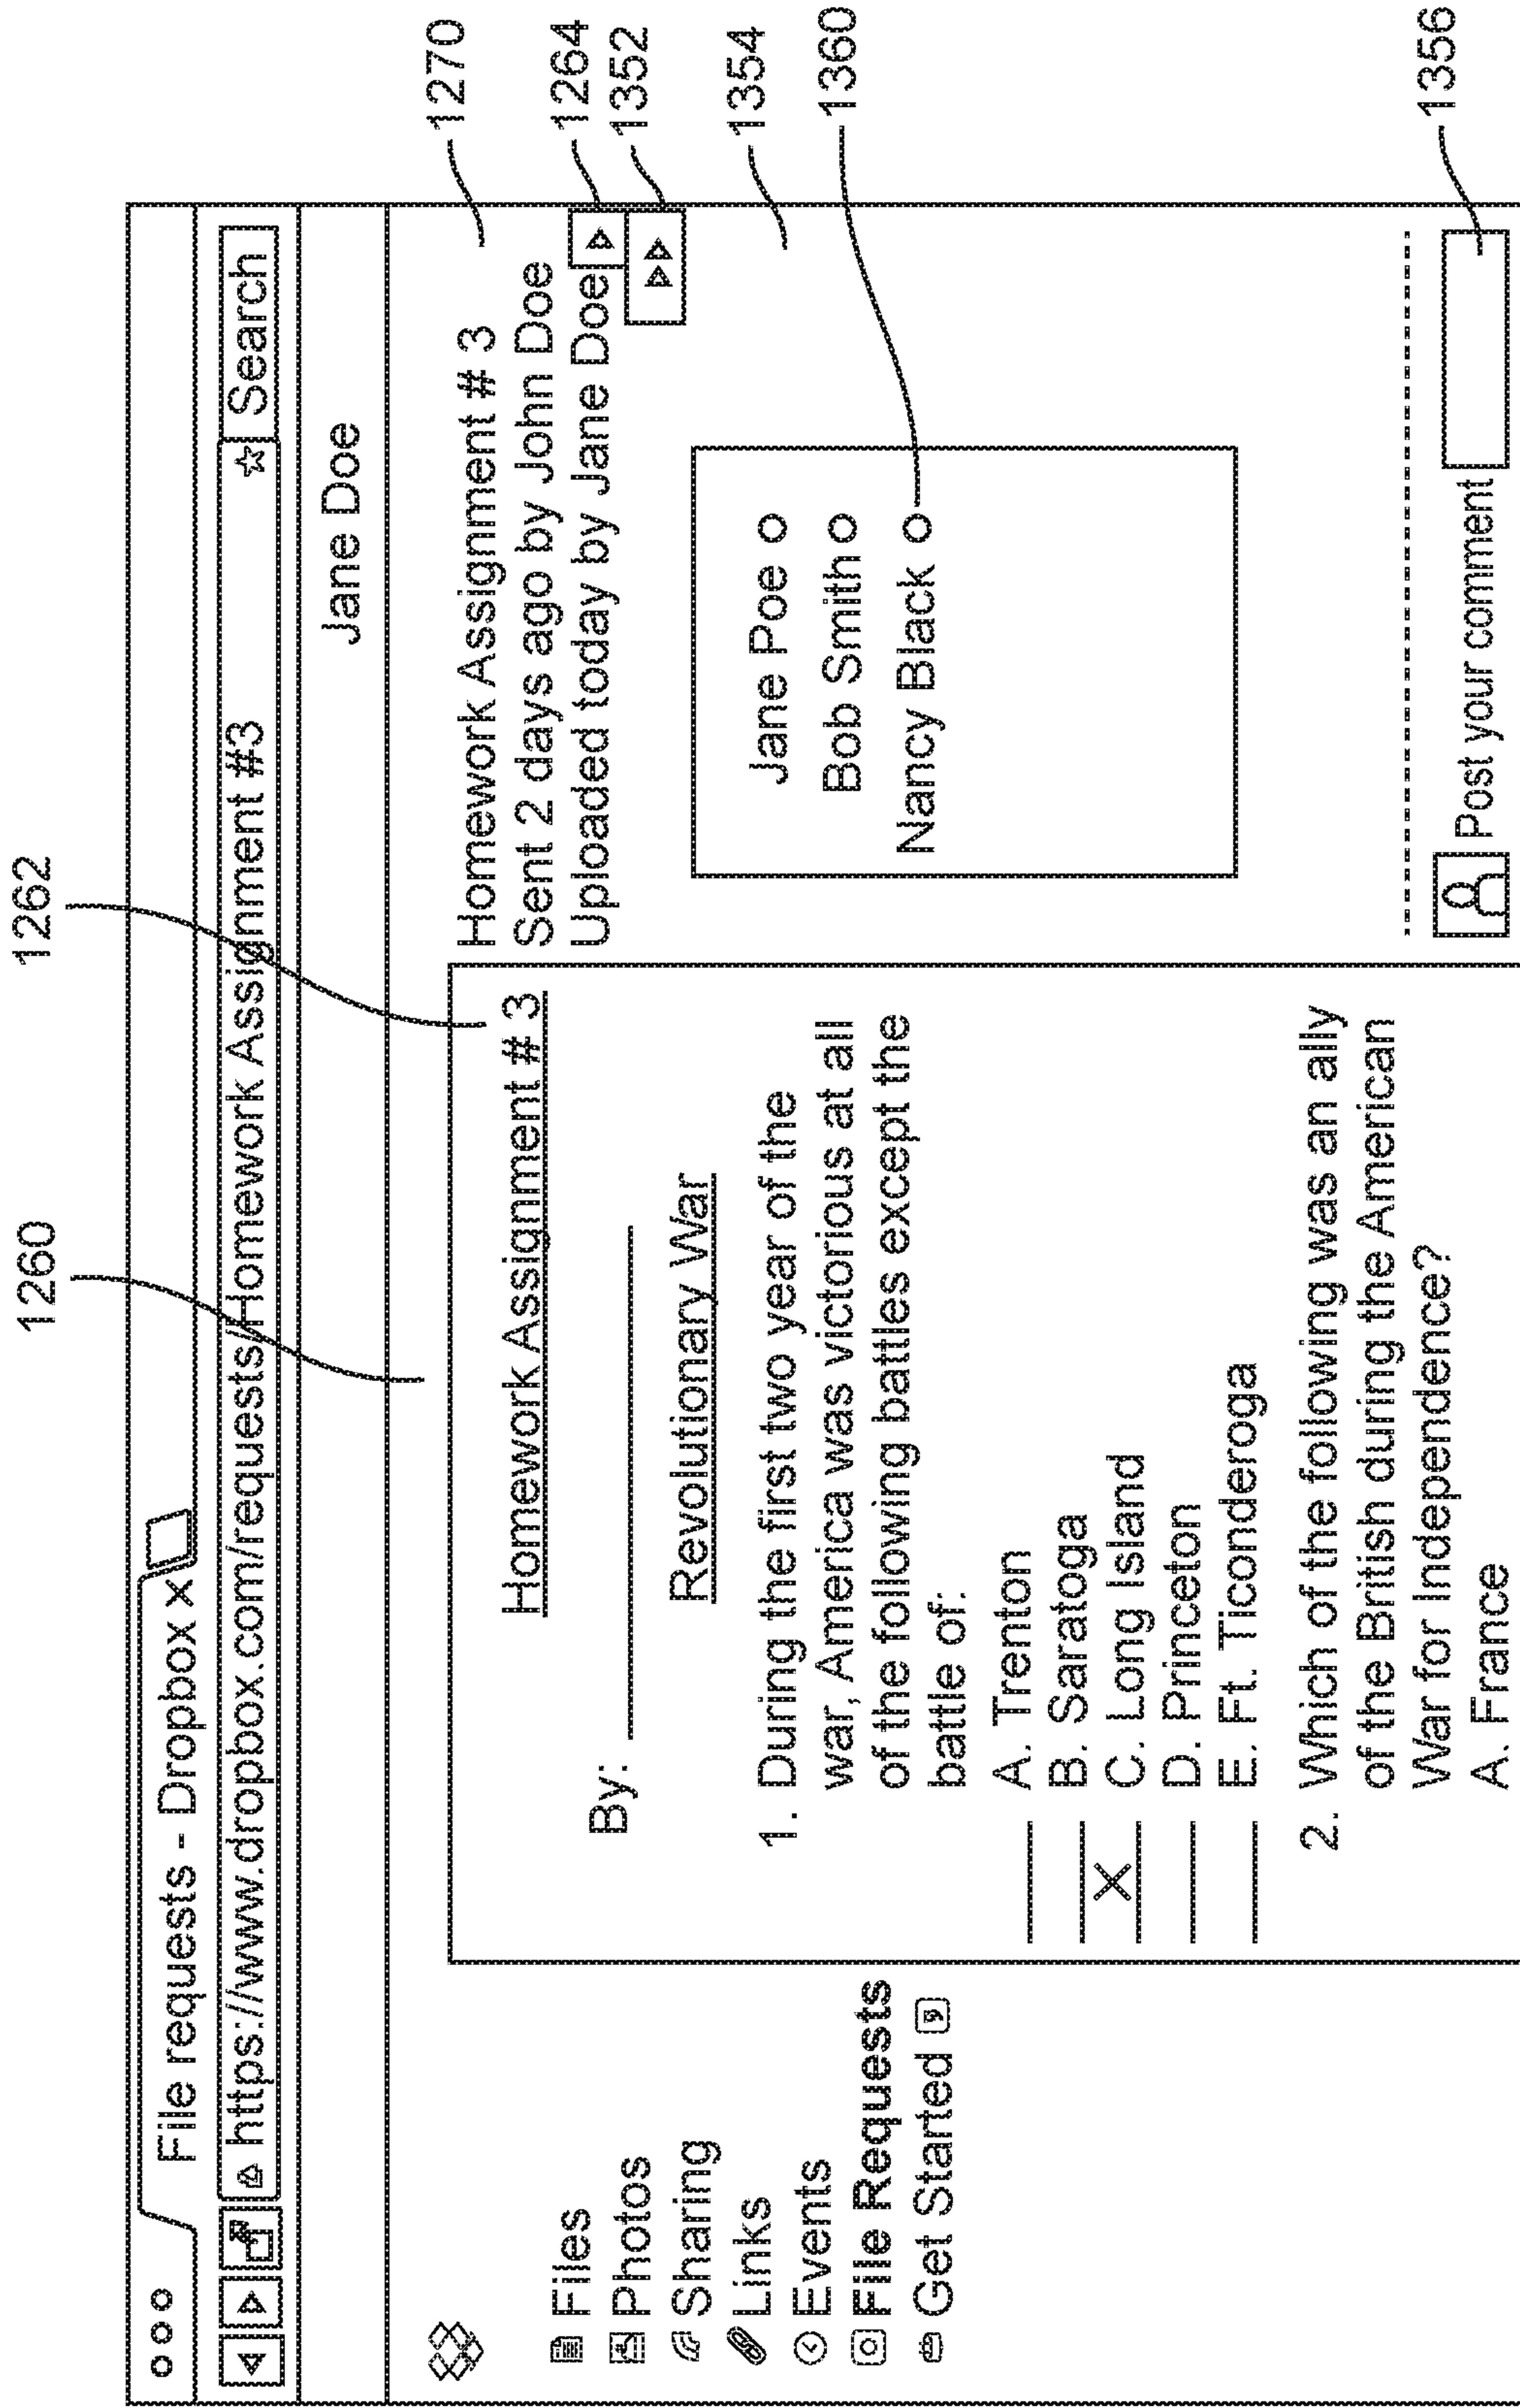 1260
1262
File requests - Dropbox x
https://www.dropbox.com/requests/Homework Assignment #3
Search
Jane Doe
Files
Photos
Sharing
Links
Events
File Requests
Get Started
Homework Assignment # 3
By:
Revolutionary War
1. During the first two year of the
war, America was victorious at all
of the following battles except the
battle of:
A. Trenton
B. Saratoga
X C. Long Island
D. Princeton
E. Ft. Ticonderoga
2. Which of the following was an ally
of the British during the American
War for Independence?
A. France
Homework Assignment # 3
Sent 2 days ago by John Doe
Uploaded today by Jane Doe
Jane Poe
Bob Smith
Nancy Black
Post your comment
1270
1264
1352
1354
1360
1356